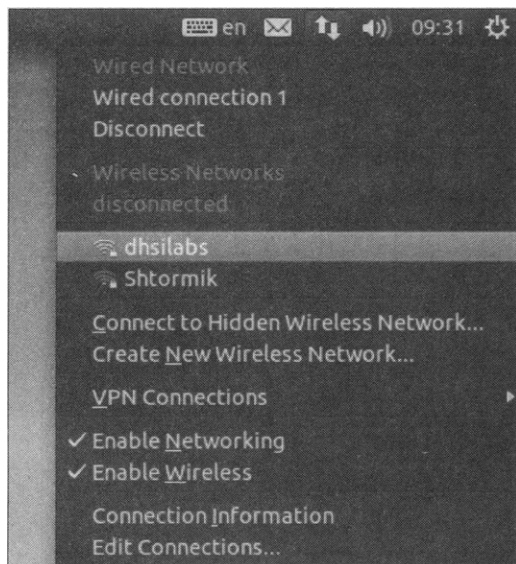 en 09:31
Wired Network
Wired connection 1
Disconnect
Wireless Networks
disconnected
dhsilabs
Shtormik
Connect to Hidden Wireless Network...
Create New Wireless Network...
VPN Connections
Enable Networking
Enable Wireless
Connection Information
Edit Connections...